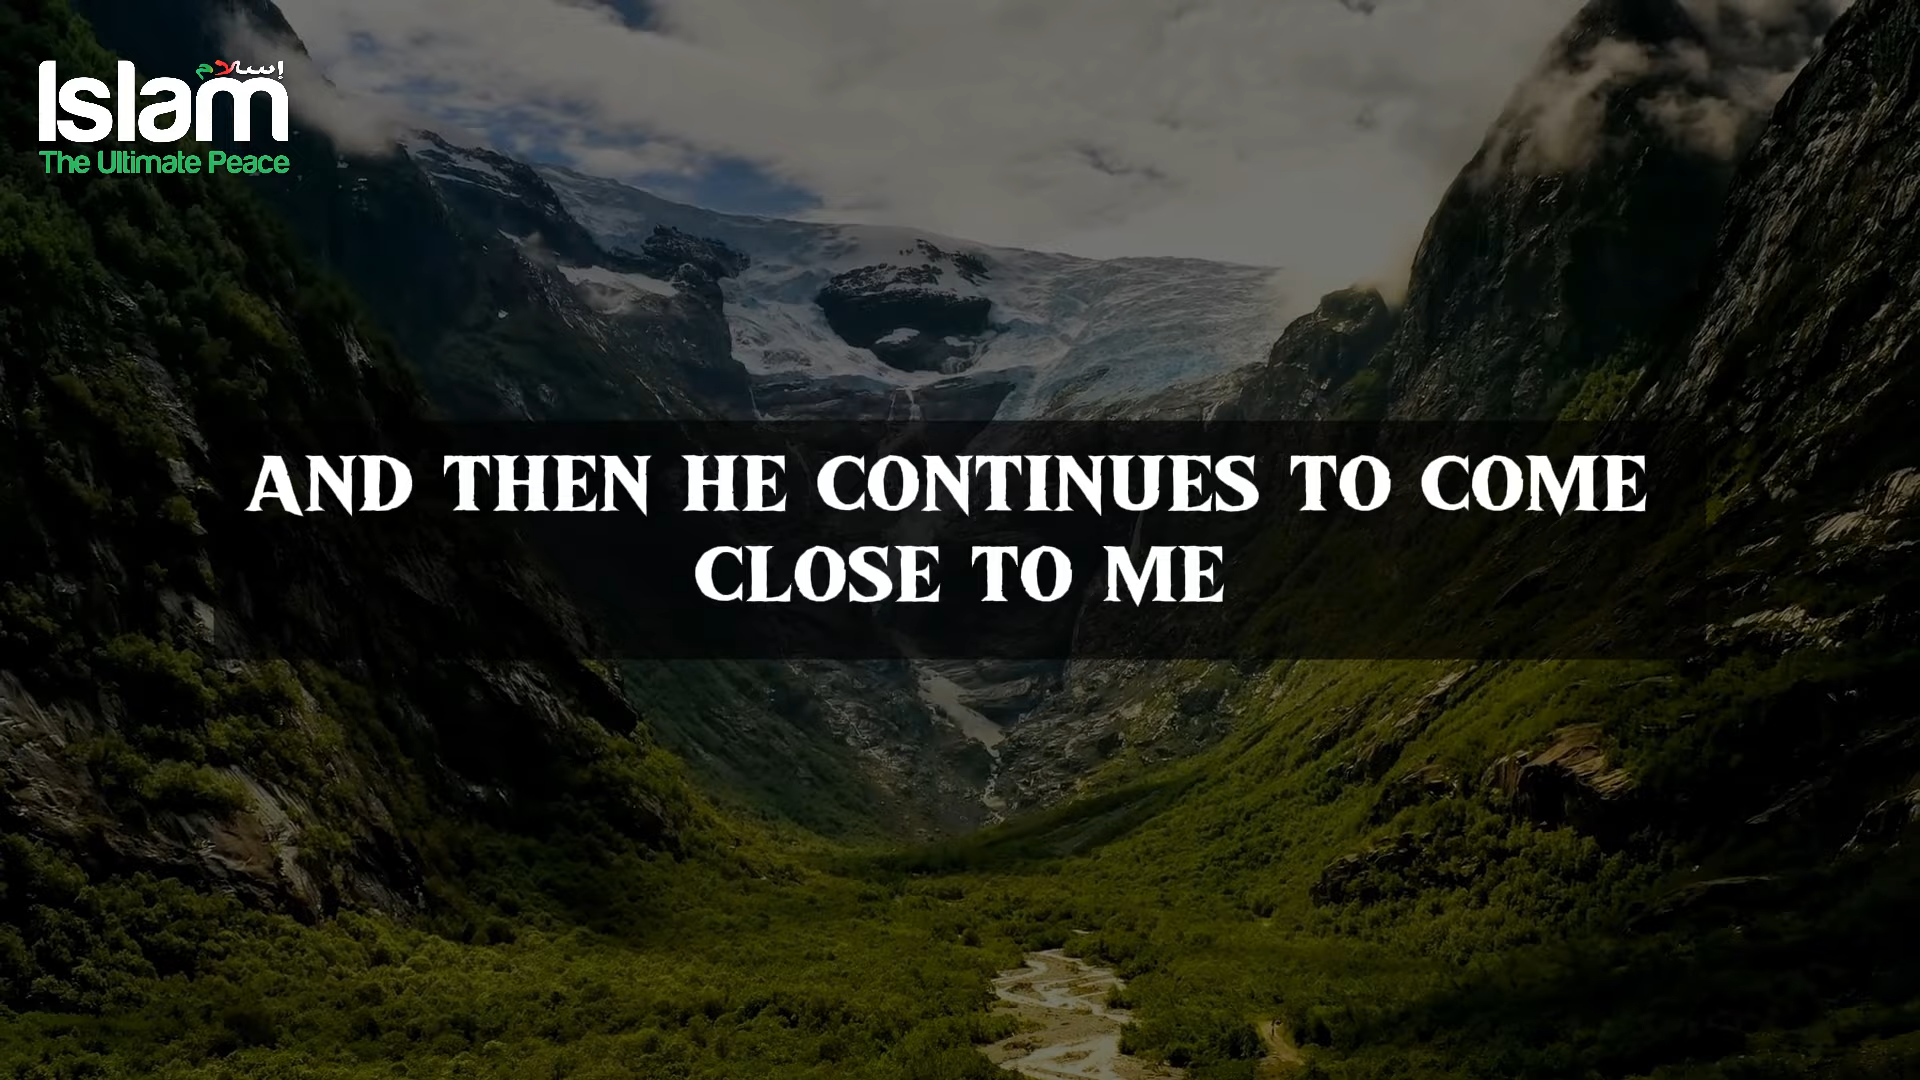 إسلام
Islam
The Ultimate Peace
AND THEN HE CONTINUES TO COME
CLOSE TO ME